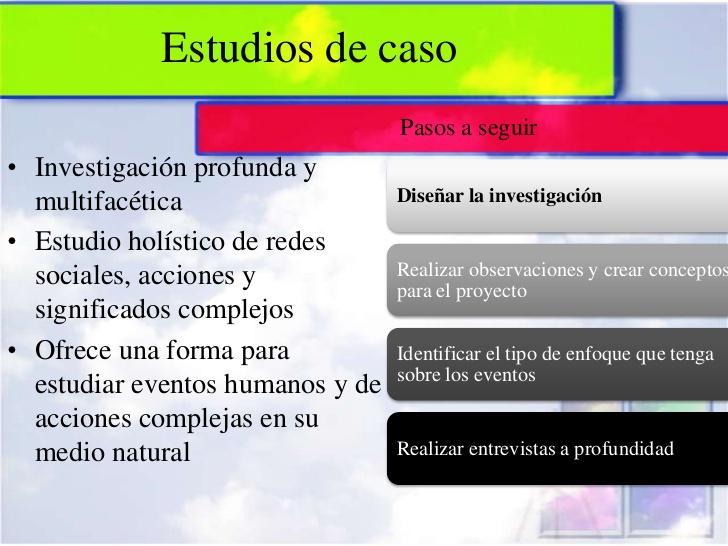 Estudios de caso
Pasos a seguir
• Investigación profunda y
multifacética
• Estudio holístico de redes
sociales, acciones y
significados complejos
• Ofrece una forma para
estudiar eventos humanos y de
acciones complejas en su
medio natural
Diseñar la investigación
Realizar observaciones y crear conceptos
para el proyecto
Identificar el tipo de enfoque que tenga
sobre los eventos
Realizar entrevistas a profundidad